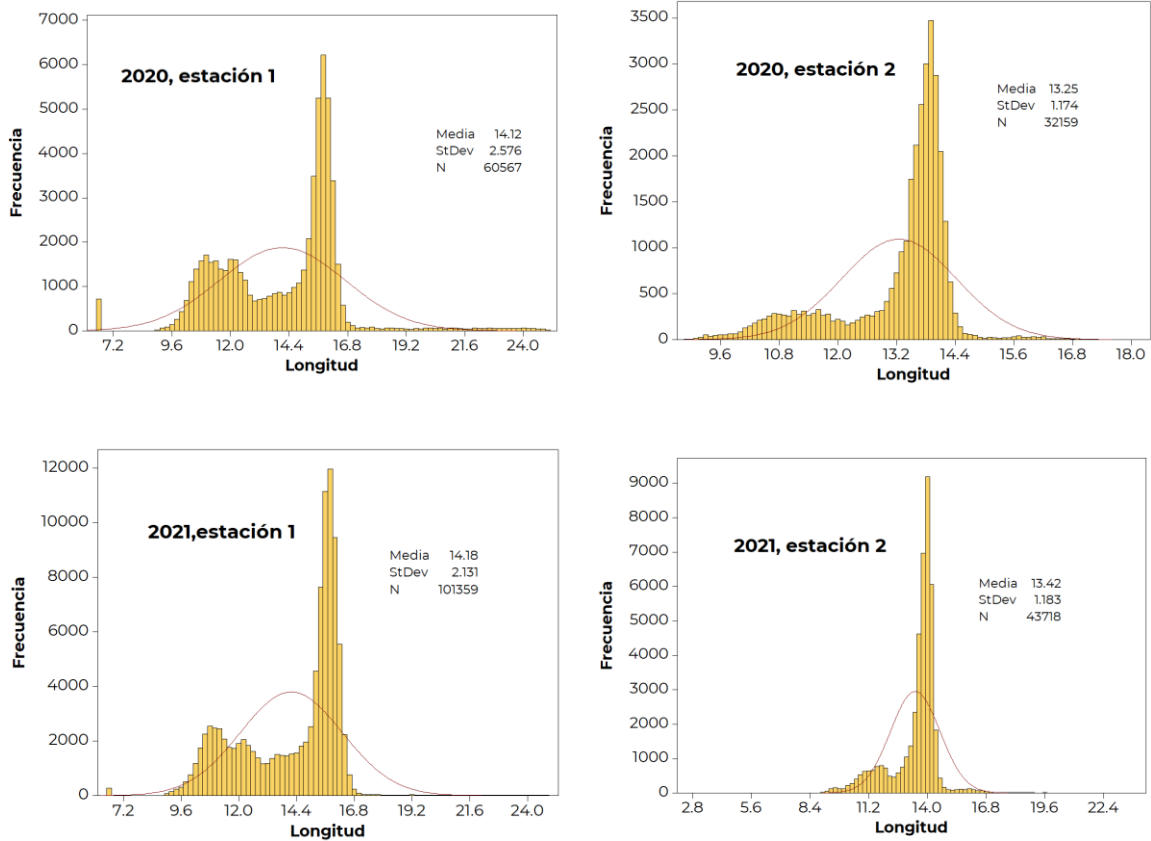 2020, estación 1
Media 14.12
StDev 2.576
N 60567
Frecuencia
7000
6000
5000
4000
3000
2000
1000
0
7.2 9.6 12.0 14.4 16.8 19.2 21.6 24.0
Longitud
2020, estación 2
Media 13.25
StDev 1.174
N 32159
Frecuencia
3500
3000
2500
2000
1500
1000
500
0
9.6 10.8 12.0 13.2 14.4 15.6 16.8 18.0
Longitud
2021,estación 1
Media 14.18
StDev 2.131
N 101359
Frecuencia
12000
10000
8000
6000
4000
2000
0
7.2 9.6 12.0 14.4 16.8 19.2 21.6 24.0
Longitud
2021, estación 2
Media 13.42
StDev 1.183
N 43718
Frecuencia
9000
8000
7000
6000
5000
4000
3000
2000
1000
0
2.8 5.6 8.4 11.2 14.0 16.8 19.6 22.4
Longitud